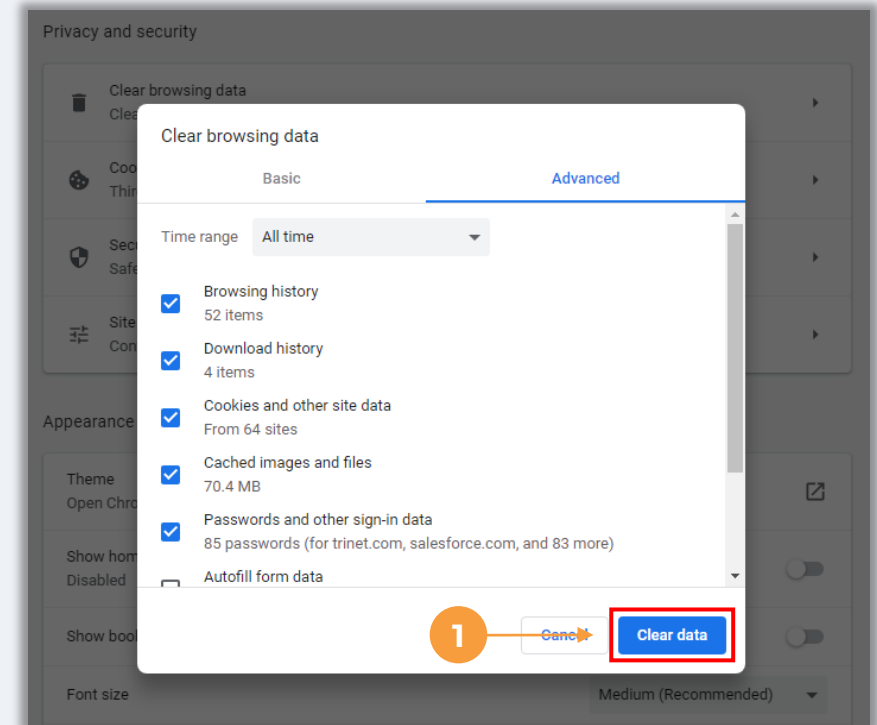 Privacy and security
Clear browsing data
Clea
Clear browsing data
Basic
Advanced
Coo
Thir
Time range
All time
Secu
Safe
Browsing history
52 items
Site
Con
Download history
4 items
Cookies and other site data
From 64 sites
Appearance
Cached images and files
70.4 MB
Theme
Open Chro
Passwords and other sign-in data
85 passwords (for trinet.com, salesforce.com, and 83 more)
Show hom
Disabled
Autofill form data
Show bool
1
Cancel
Clear data
Font size
Medium (Recommended)